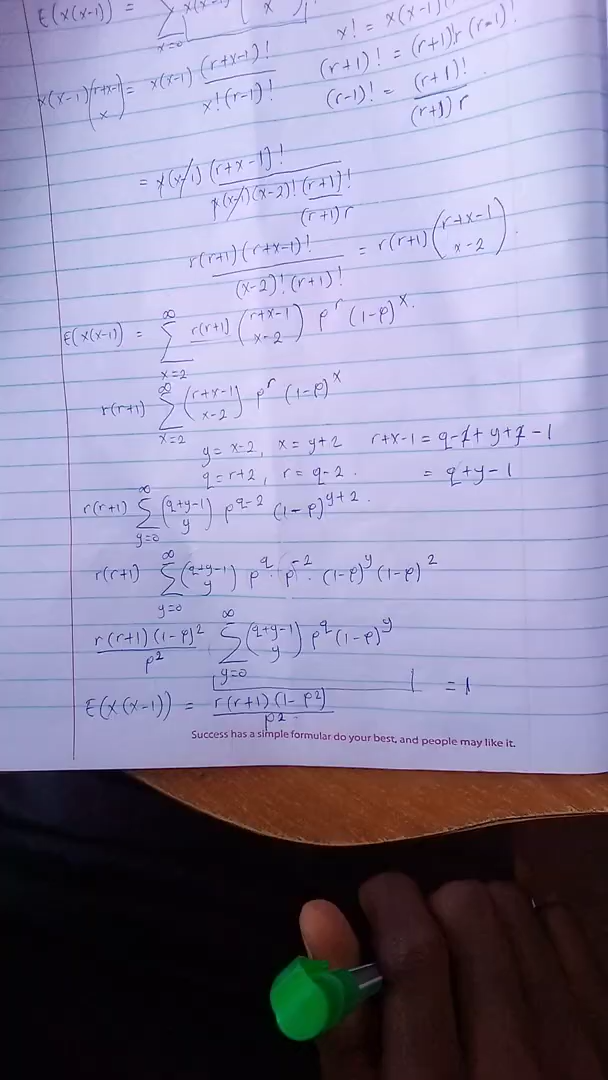 E(x(x-1)) = ∑ x=0
x! = x(x-1)!
x(x-1)(r+x-1 x) = x(x-1) (r+x-1)! / x!(r-1)!
(r+1)! = (r+1)r(r-1)!
(r-1)! = (r+1)! / (r+1)r
= x(x-1)(r+x-1)! / x(x-1)(x-2)! (r+1)! / (r+1)r
r(r+1)(r+x-1)! / (x-2)!(r+1)! = r(r+1)(r+x-1 x-2).
E(x(x-1)) = ∞∑x=2 r(r+1) (r+x-1 x-2) p^r (1-p)^x.
r(r+1) ∞∑x=2 (r+x-1 x-2) p^r (1-p)^x
y = x-2, x = y+2 r+x-1 = q-2+y+2-1
q = r+2, r = q-2. = q+y-1
r(r+1) ∞∑y=0 (q+y-1 y) p^q-2 (1-p)^y+2.
r(r+1) ∞∑y=0 (q+y-1 y) p^q. p^-2. (1-p)^y (1-p)^2
r(r+1)(1-p)^2 / p^2 ∞∑y=0 (q+y-1 y) p^q (1-p)^y
= 1
E(x(x-1)) = r(r+1)(1-p^2) / p^2.
Success has a simple formular do your best, and people may like it.